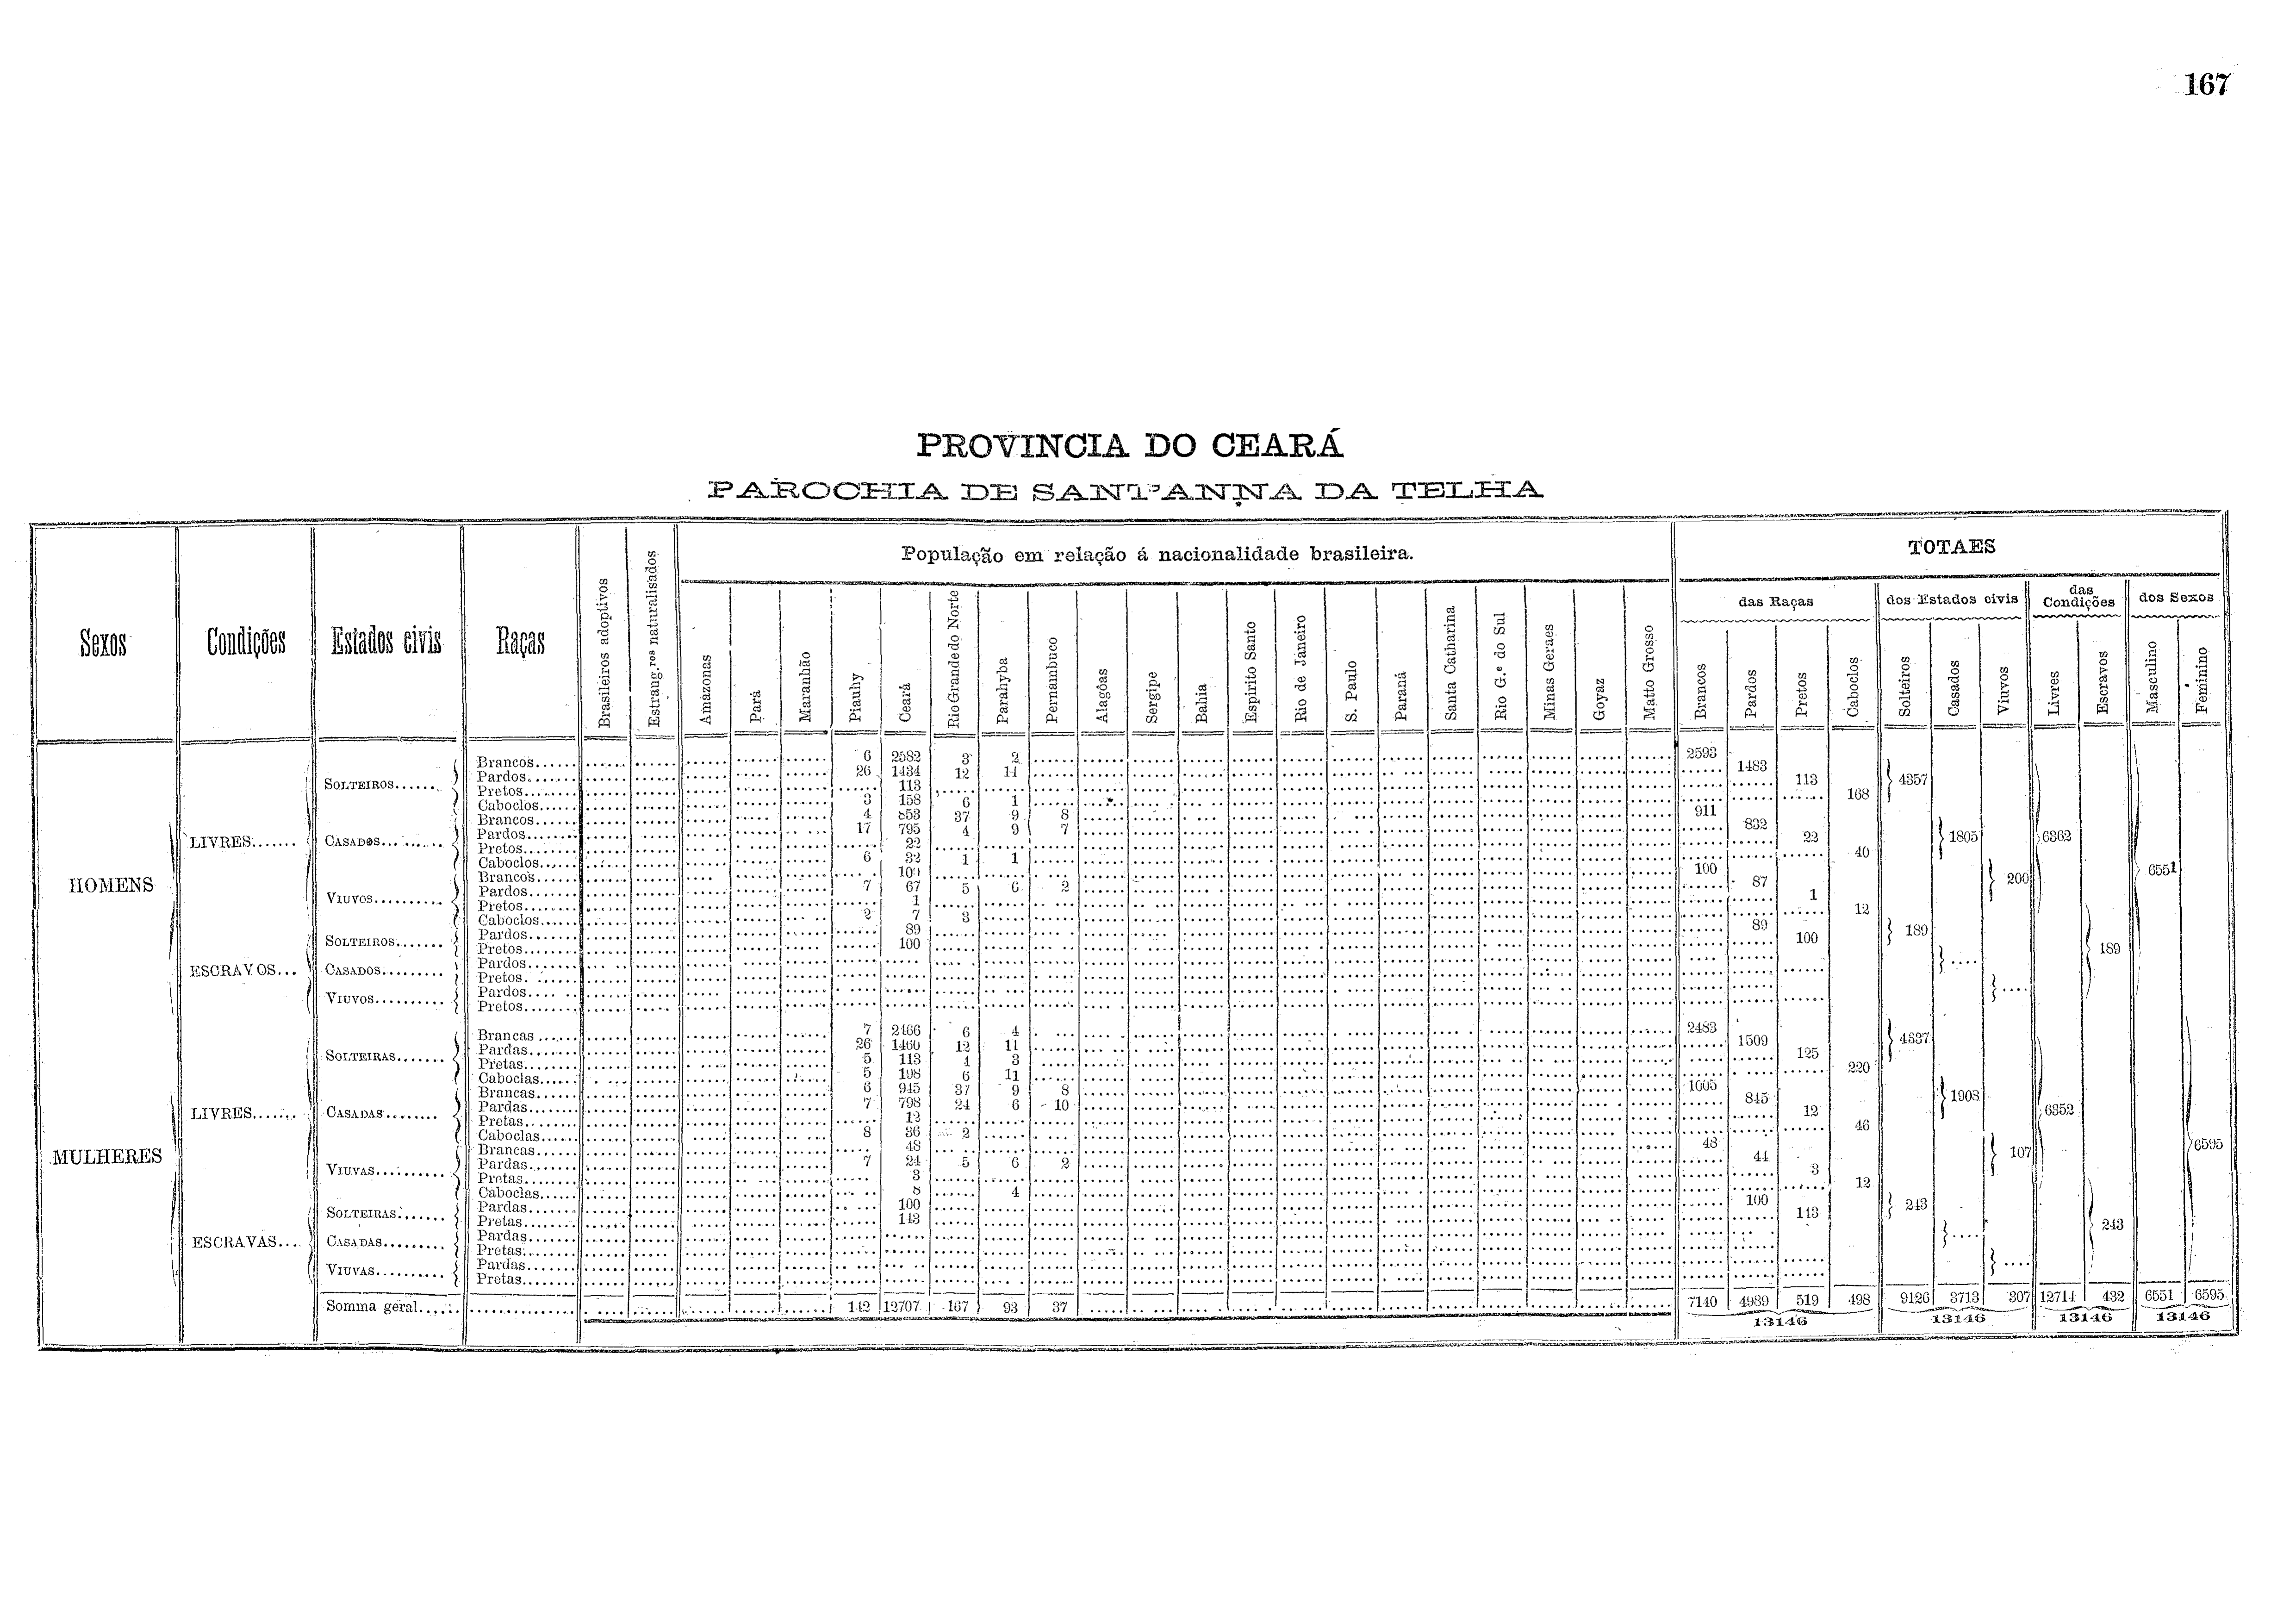 167
PROVINCIA DO CEARÁ
PAROCHIA DE SANT'ANNA DA TELHA
Sexos Condições Estados civis Raças Brasileiros adoptivos Estrang.ros naturalisados População em relação á nacionalidade brasileira. TOTAES
das Raças dos Estados civis das Condições dos Sexos
Amazonas Pará Maranhão Piauhy Ceará Rio Grande do Norte Parahyba Pernambuco Alagôas Sergipe Bahia Espirito Santo Rio de Janeiro S. Paulo Paraná Santa Catharina Rio G.e do Sul Minas Geraes Goyaz Matto Grosso Brancos Pardos Pretos Caboclos Solteiros Casados Viuvos Livres Escravos Masculino Feminino
HOMENS LIVRES SOLTEIROS Brancos 6 2582 3 2 2593
Pardos 26 1434 12 11 1483
Pretos 113 113 4357
Caboclos 3 158 6 1 168
CASADOS Brancos 4 853 37 9 8 911
Pardos 17 795 4 9 7 832
Pretos 22 22 1805 6362
Caboclos 6 32 1 1 40
VIUVOS Brancos 100 100
Pardos 7 67 5 6 2 87 200 6551
Pretos 1 1
Caboclos 2 7 3 12
ESCRAVOS SOLTEIROS Pardos 89 89 189
Pretos 100 100
CASADOS Pardos 189
Pretos
VIUVOS Pardos
Pretos
MULHERES LIVRES SOLTEIRAS Brancas 7 2466 6 4 2483
Pardas 26 1460 12 11 1509 4337
Pretas 5 113 4 3 125
Caboclas 5 198 6 11 220
CASADAS Brancas 6 945 37 9 8 1005
Pardas 7 798 24 6 10 845 1908
Pretas 12 12 6352
Caboclas 8 36 2 46
VIUVAS Brancas 48 48
Pardas 7 24 5 6 2 44 107 6595
Pretas 3 3
Caboclas 8 4 12
ESCRAVAS SOLTEIRAS Pardas 100 100 243
Pretas 143 143
CASADAS Pardas 243
Pretas
VIUVAS Pardas
Pretas
Somma geral 142 12707 167 93 37 7140 4989 519 498 9126 3713 307 12714 432 6551 6595
13146 13146 13146 13146